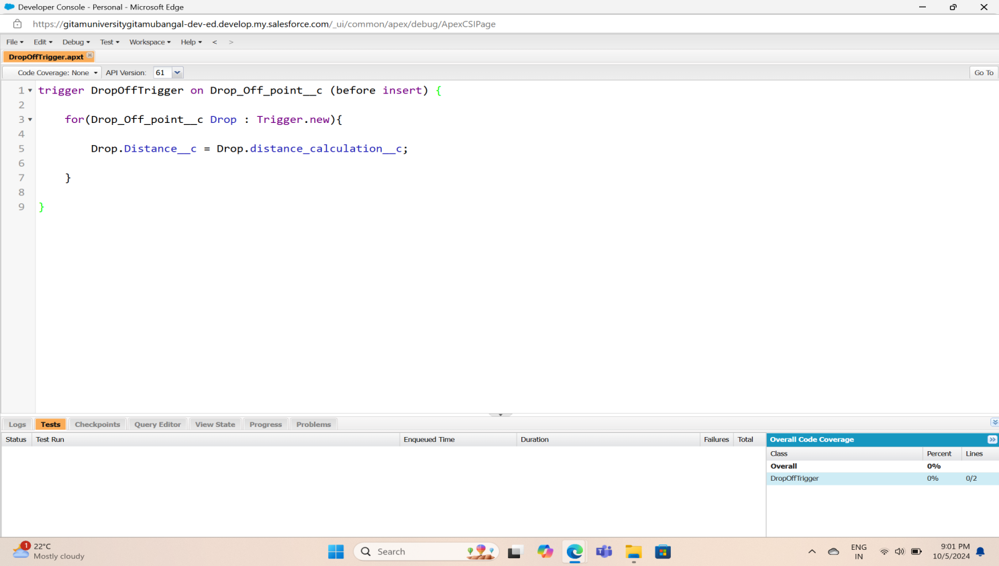 Developer Console - Personal - Microsoft Edge
https://gitamuniversitygitamubangal-dev-ed.develop.my.salesforce.com/_ui/common/apex/debug/ApexCSIPage
File Edit Debug Test Workspace Help < >
DropOffTrigger.apxt
Code Coverage: None API Version: 61 Go To
1 trigger DropOffTrigger on Drop_Off_point__c (before insert) {
2
3 for(Drop_Off_point__c Drop : Trigger.new){
4
5 Drop.Distance__c = Drop.distance_calculation__c;
6
7 }
8
9 }
Logs Tests Checkpoints Query Editor View State Progress Problems
Status Test Run Enqueued Time Duration Failures Total Overall Code Coverage
Class Percent Lines
Overall 0%
DropOffTrigger 0% 0/2
1 22°C
Mostly cloudy
Search
ENG
IN
9:01 PM
10/5/2024